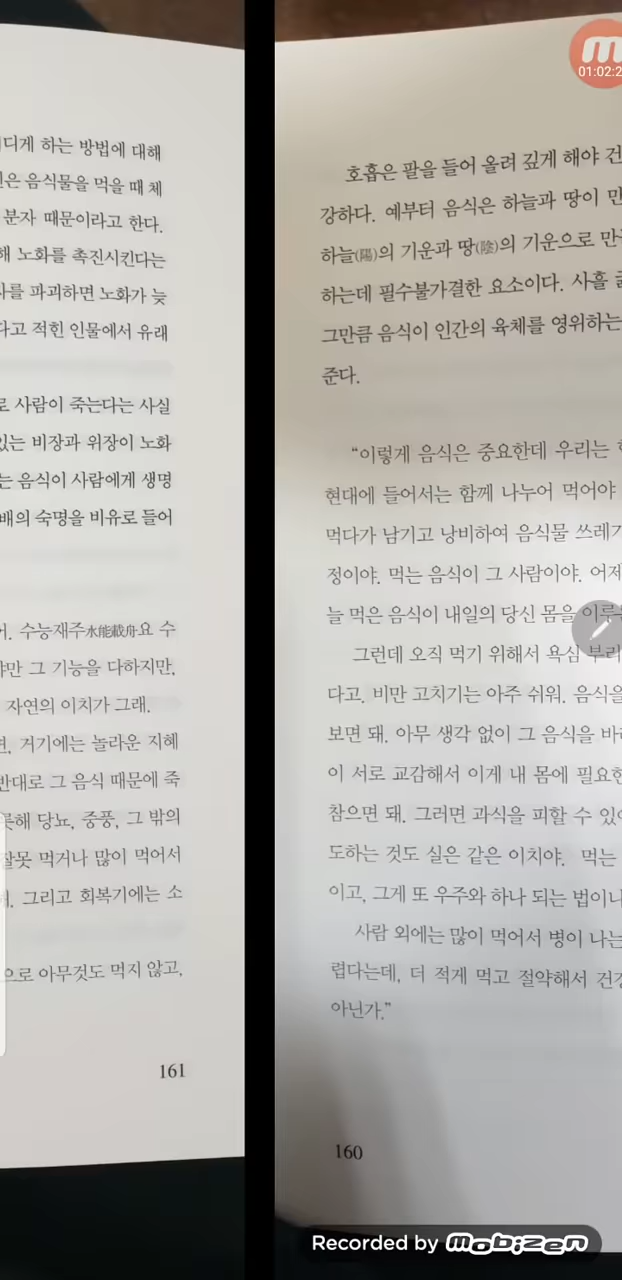 디게 하는 방법에 대해
은 음식물을 먹을 때 체
분자 때문이라고 한다.
해 노화를 촉진시킨다는
를 파괴하면 노화가 늦
다고 적힌 인물에서 유래
로 사람이 죽는다는 사실
있는 비장과 위장이 노화
는 음식이 사람에게 생명
배의 숙명을 비유로 들어
어. 수능재주水能載舟요 수
야만 그 기능을 다하지만,
자연의 이치가 그래.
면, 거기에는 놀라운 지혜
반대로 그 음식 때문에 죽
롯해 당뇨, 중풍, 그 밖의
잘못 먹거나 많이 먹어서
그리고 회복기에는 소
으로 아무것도 먹지 않고,
161
01:02:2
호흡은 팔을 들어 올려 깊게 해야 건
강하다. 예부터 음식은 하늘과 땅이 만
하늘(陽)의 기운과 땅(陰)의 기운으로 만
하는데 필수불가결한 요소이다. 사흘
그만큼 음식이 인간의 육체를 영위하는
준다.
“이렇게 음식은 중요한데 우리는
현대에 들어서는 함께 나누어 먹어야
먹다가 남기고 낭비하여 음식물 쓰레기
정이야. 먹는 음식이 그 사람이야. 어제
늘 먹은 음식이 내일의 당신 몸을 이루
그런데 오직 먹기 위해서 욕심 부리
다고. 비만 고치기는 아주 쉬워. 음식을
보면 돼. 아무 생각 없이 그 음식을 바
이 서로 교감해서 이게 내 몸에 필요한
참으면 돼. 그러면 과식을 피할 수 있
도하는 것도 실은 같은 이치야. 먹는
이고, 그게 또 우주와 하나 되는 법이
사람 외에는 많이 먹어서 병이 나는
렵다는데, 더 적게 먹고 절약해서 건
아닌가.”
160
Recorded by mobizen